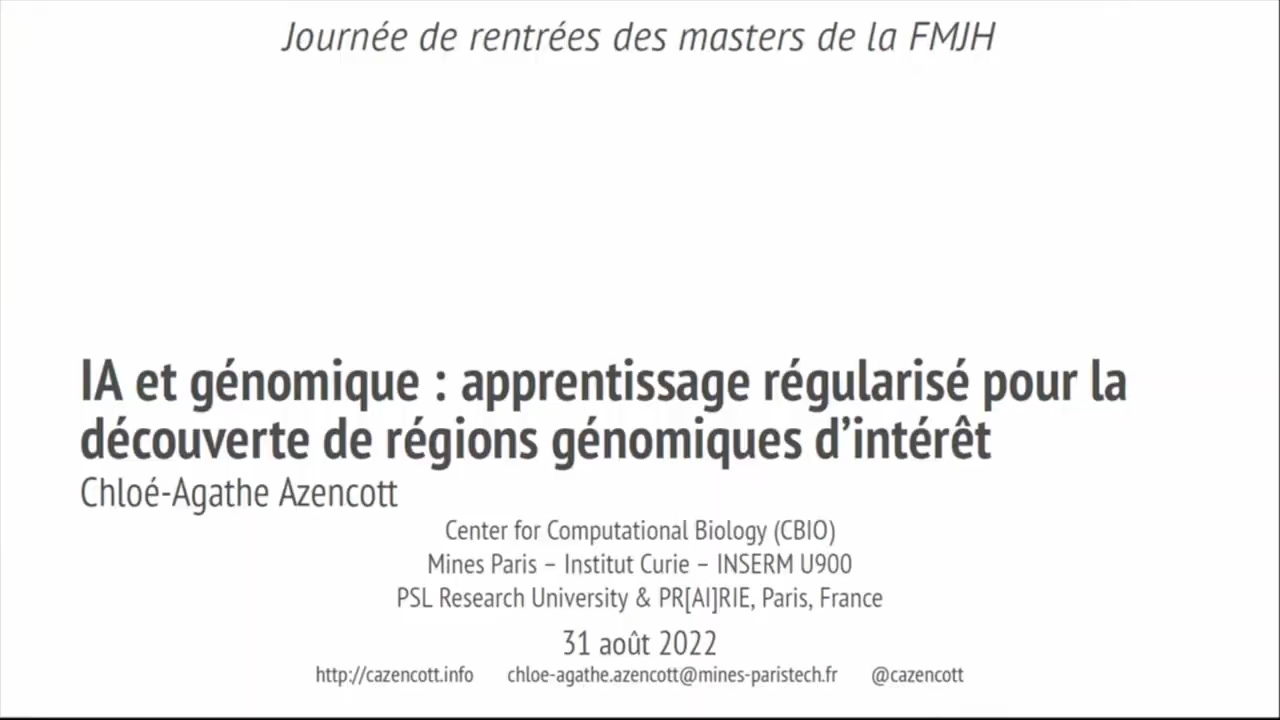 Journée de rentrées des masters de la FMJH
IA et génomique : apprentissage régularisé pour la
découverte de régions génomiques d'intérêt
Chloé-Agathe Azencott
Center for Computational Biology (CBIO)
Mines Paris – Institut Curie – INSERM U900
PSL Research University & PR[AI]RIE, Paris, France
31 août 2022
http://cazencott.info chloe-agathe.azencott@mines-paristech.fr @cazencott